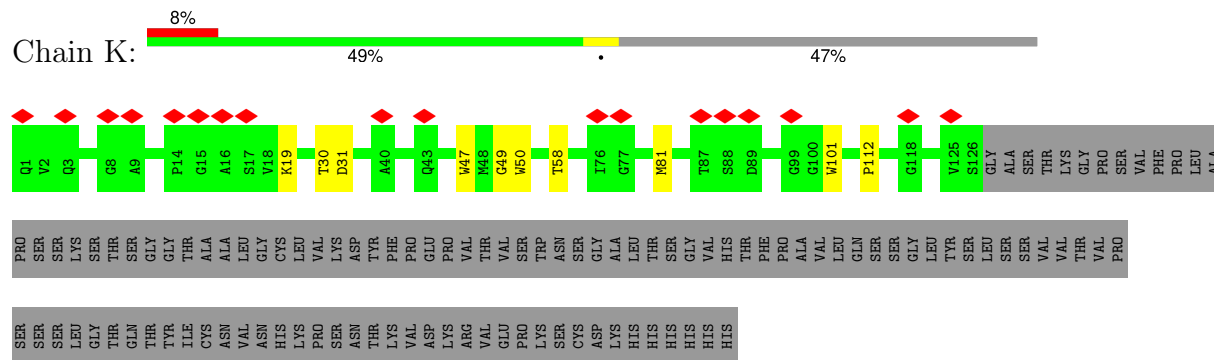 8%
Chain K:
49% • 47%
Q1 V2 Q3 G8 A9 P14 G15 A16 S17 V18 K19 T30 D31 A40 Q43 W47 M48 G49 W50 T58 I76 G77 M81 T87 S88 D89 G99 G100 W101 P112 G118 V125 S126 GLY ALA SER THR LYS GLY PRO SER VAL PHE PRO LEU ALA
PRO SER SER LYS SER THR SER GLY GLY THR ALA ALA LEU GLY CYS LEU VAL LYS ASP TYR PHE PRO GLU PRO VAL THR VAL SER TRP ASN SER GLY ALA LEU THR SER GLY VAL HIS THR PHE PRO ALA VAL LEU GLN SER SER GLY LEU TYR SER LEU SER SER VAL VAL THR VAL PRO
SER SER SER LEU GLY THR GLN THR TYR ILE CYS ASN VAL ASN HIS LYS PRO SER ASN THR LYS VAL ASP LYS ARG VAL GLU PRO LYS SER CYS ASP LYS HIS HIS HIS HIS HIS HIS